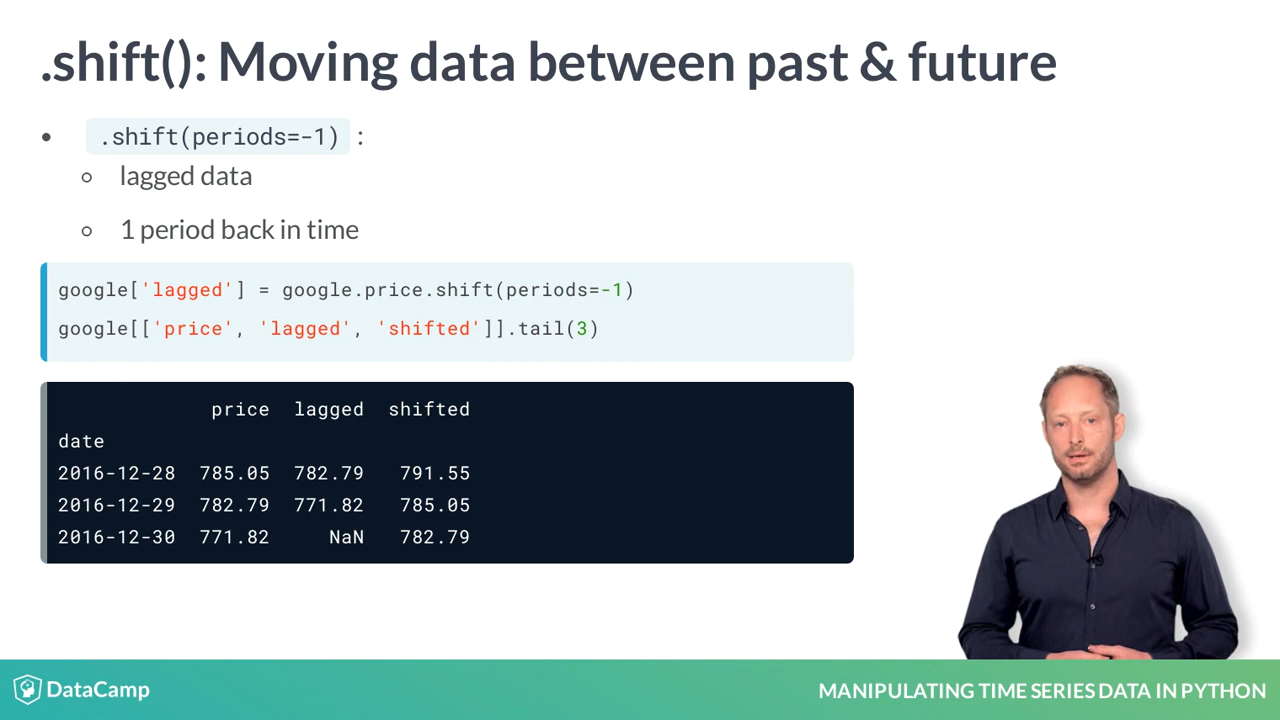 .shift(): Moving data between past & future
• .shift(periods=-1) :
○ lagged data
○ 1 period back in time
google['lagged'] = google.price.shift(periods=-1)
google[['price', 'lagged', 'shifted']].tail(3)
price lagged shifted
date
2016-12-28 785.05 782.79 791.55
2016-12-29 782.79 771.82 785.05
2016-12-30 771.82 NaN 782.79
DataCamp
MANIPULATING TIME SERIES DATA IN PYTHON